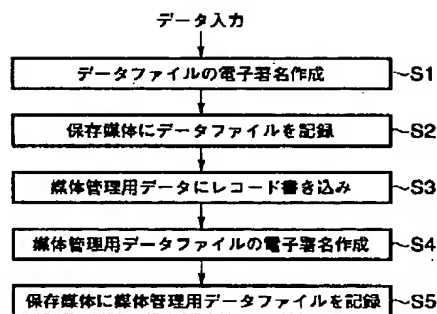 データ入力
データファイルの電子署名作成 ~S1
保存媒体にデータファイルを記録 ~S2
媒体管理用データにレコード書き込み ~S3
媒体管理用データファイルの電子署名作成 ~S4
保存媒体に媒体管理用データファイルを記録 ~S5